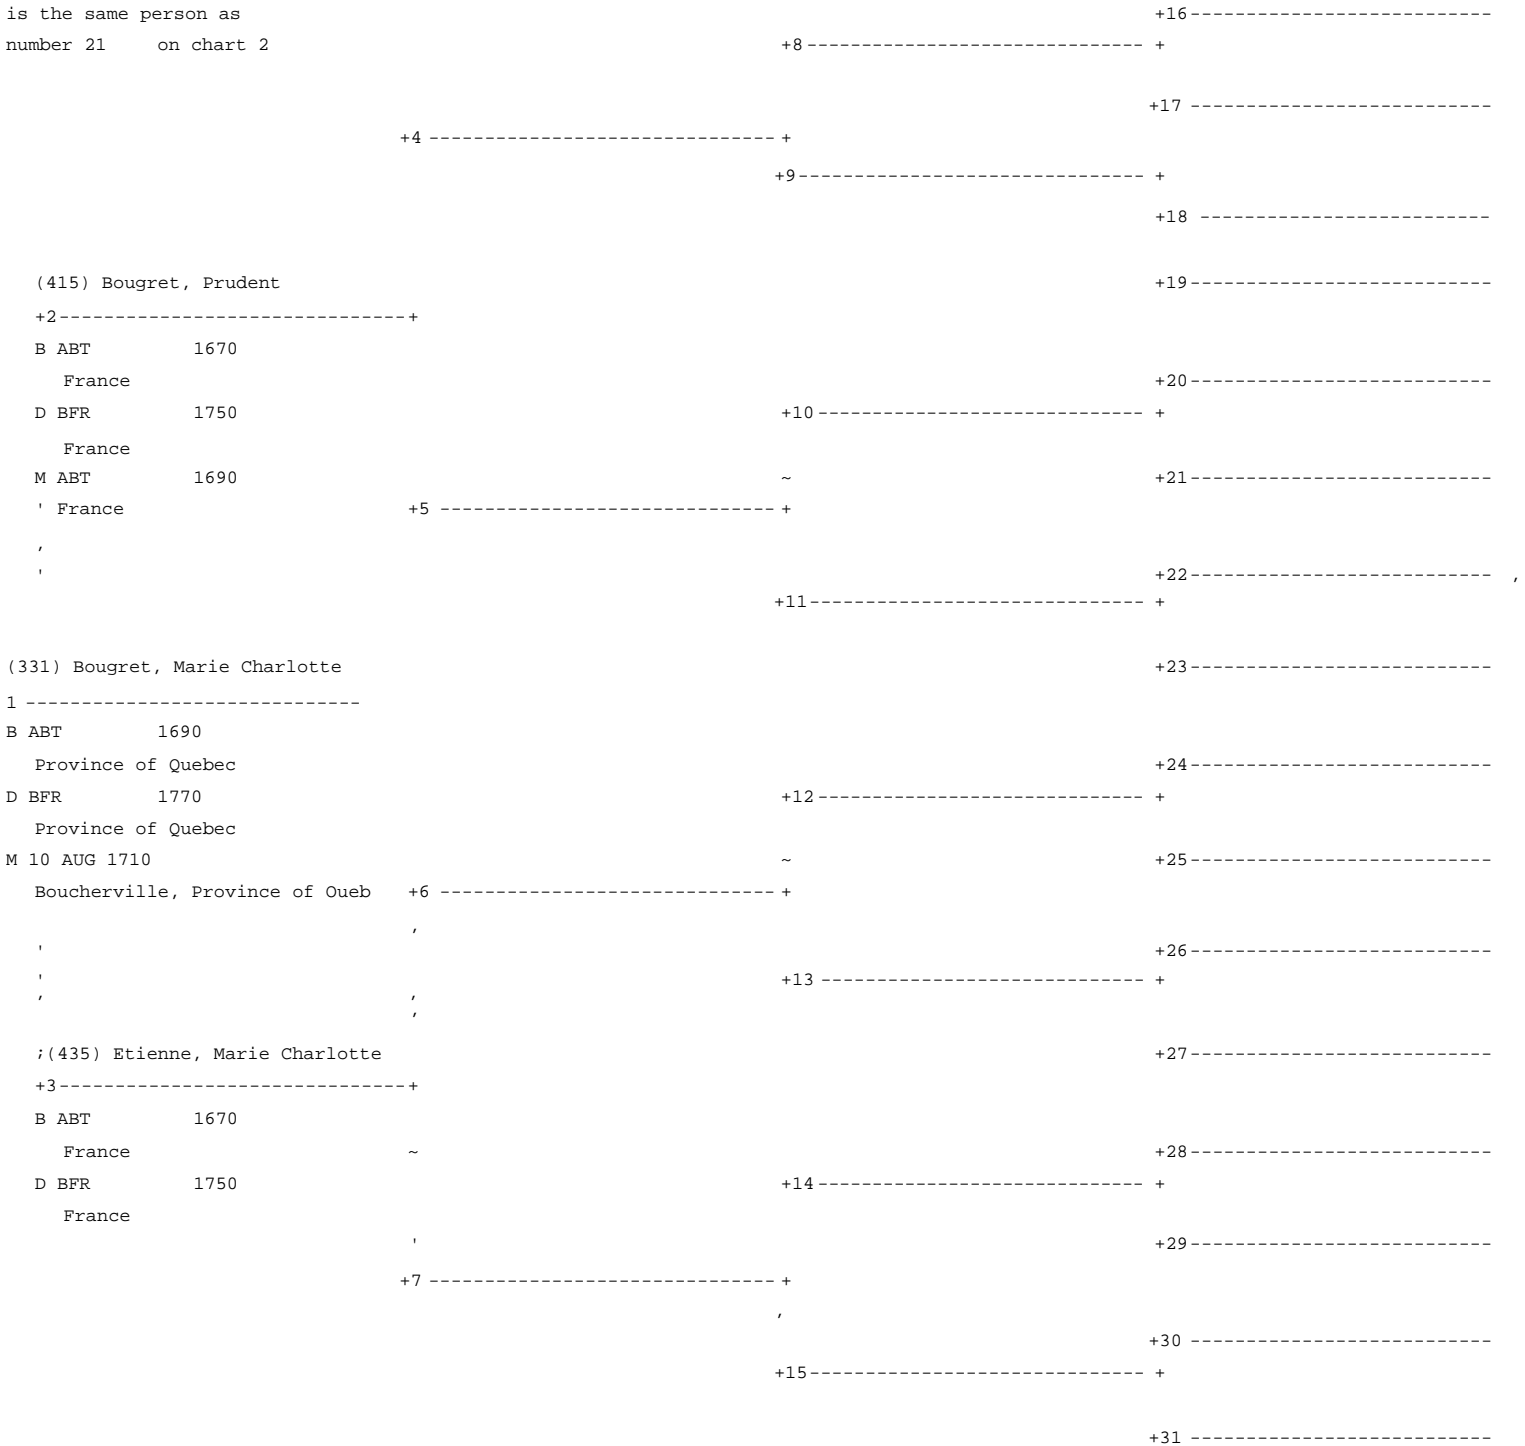 is the same person as +16---------------------------
number 21 on chart 2 +8------------------------------ +
+17 ---------------------------
+4 ------------------------------- +
+9------------------------------- +
+18 --------------------------
(415) Bougret, Prudent +19---------------------------
+2-------------------------------+
B ABT 1670
France +20---------------------------
D BFR 1750 +10----------------------------- +
France
M ABT 1690 ~ +21---------------------------
' France +5 ------------------------------ +
,
' +22--------------------------- ,
+11------------------------------ +
(331) Bougret, Marie Charlotte +23---------------------------
1 ------------------------------
B ABT 1690
Province of Quebec +24---------------------------
D BFR 1770 +12----------------------------- +
Province of Quebec
M 10 AUG 1710 ~ +25---------------------------
Boucherville, Province of Oueb +6 ------------------------------ +
,
' +26---------------------------
' +13 ----------------------------- +
, ,
,
;(435) Etienne, Marie Charlotte +27---------------------------
+3-------------------------------+
B ABT 1670
France ~ +28---------------------------
D BFR 1750 +14----------------------------- +
France
' +29---------------------------
+7 ------------------------------- +
,
+30 ---------------------------
+15------------------------------ +
+31 ---------------------------